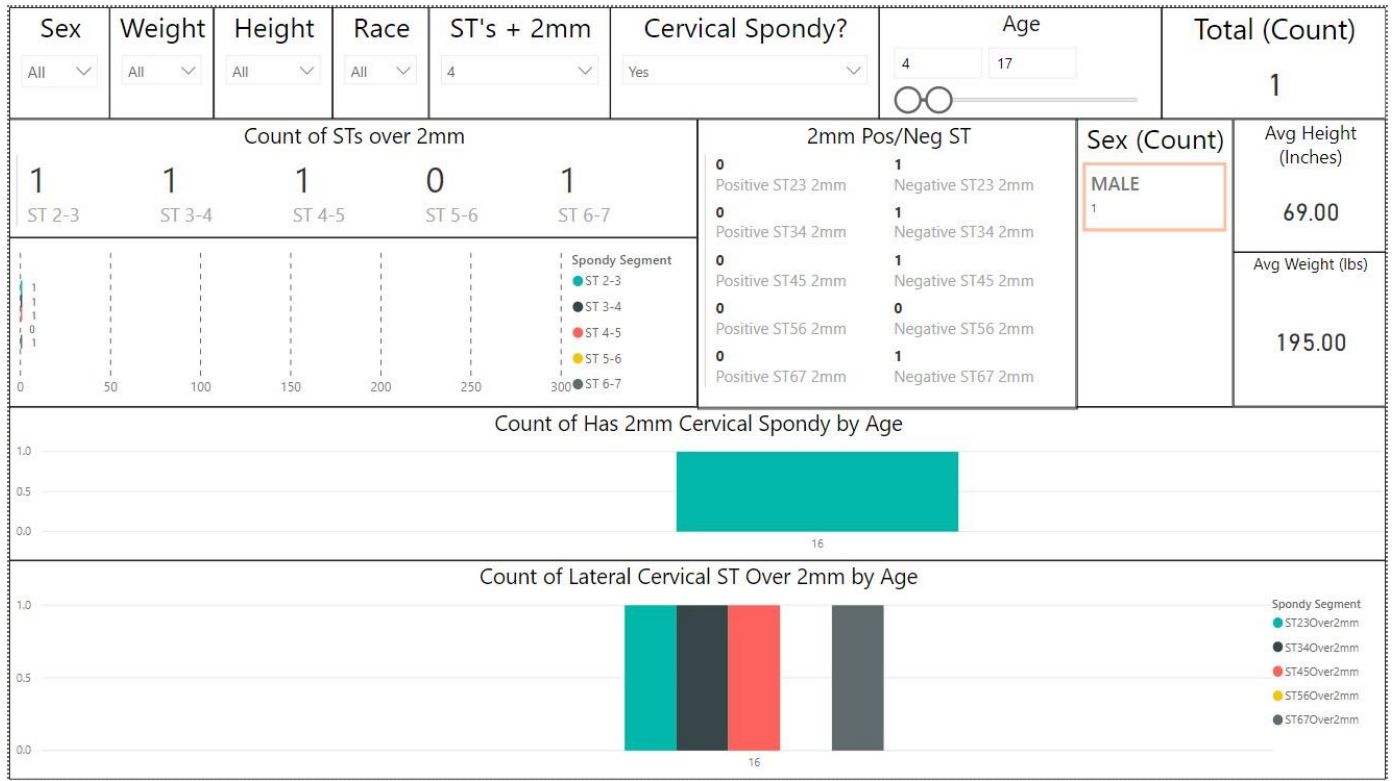 Sex
All
Weight
All
Height
All
Race
All
ST's + 2mm
4
Cervical Spondy?
Yes
Age
4 17
Total (Count)
1
Count of STs over 2mm
1 1 1 0 1
ST 2-3 ST 3-4 ST 4-5 ST 5-6 ST 6-7
1
1
1
0
1
0 50 100 150 200 250 300
Spondy Segment
ST 2-3
ST 3-4
ST 4-5
ST 5-6
ST 6-7
2mm Pos/Neg ST
0 1
Positive ST23 2mm Negative ST23 2mm
0 1
Positive ST34 2mm Negative ST34 2mm
0 1
Positive ST45 2mm Negative ST45 2mm
0 0
Positive ST56 2mm Negative ST56 2mm
0 1
Positive ST67 2mm Negative ST67 2mm
Sex (Count)
MALE
1
Avg Height
(Inches)
69.00
Avg Weight (lbs)
195.00
Count of Has 2mm Cervical Spondy by Age
1.0
0.5
0.0
16
Count of Lateral Cervical ST Over 2mm by Age
1.0
0.5
0.0
16
Spondy Segment
ST23Over2mm
ST34Over2mm
ST45Over2mm
ST56Over2mm
ST67Over2mm